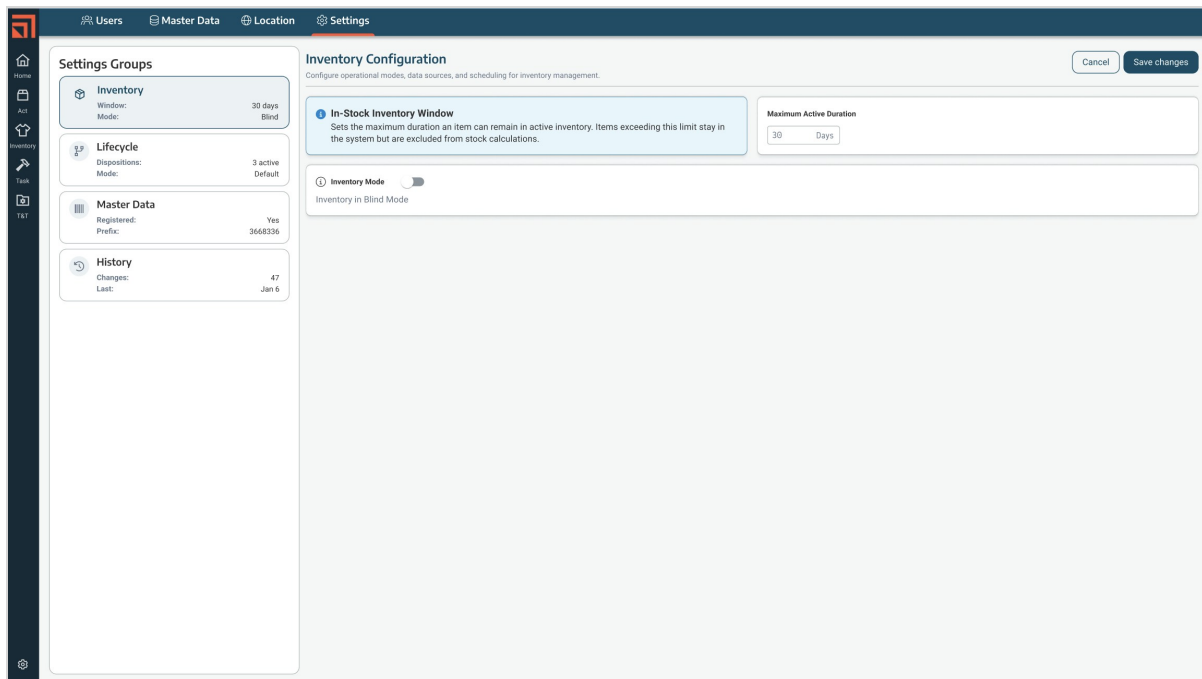 Users
Master Data
Location
Settings
Home
Act
Inventory
Task
T&T
Settings Groups
Inventory
Window: 30 days
Mode: Blind
Lifecycle
Dispositions: 3 active
Mode: Default
Master Data
Registered: Yes
Prefix: 3668336
History
Changes: 47
Last: Jan 6
Inventory Configuration
Configure operational modes, data sources, and scheduling for inventory management.
Cancel
Save changes
In-Stock Inventory Window
Sets the maximum duration an item can remain in active inventory. Items exceeding this limit stay in
the system but are excluded from stock calculations.
Maximum Active Duration
30 Days
Inventory Mode
Inventory in Blind Mode